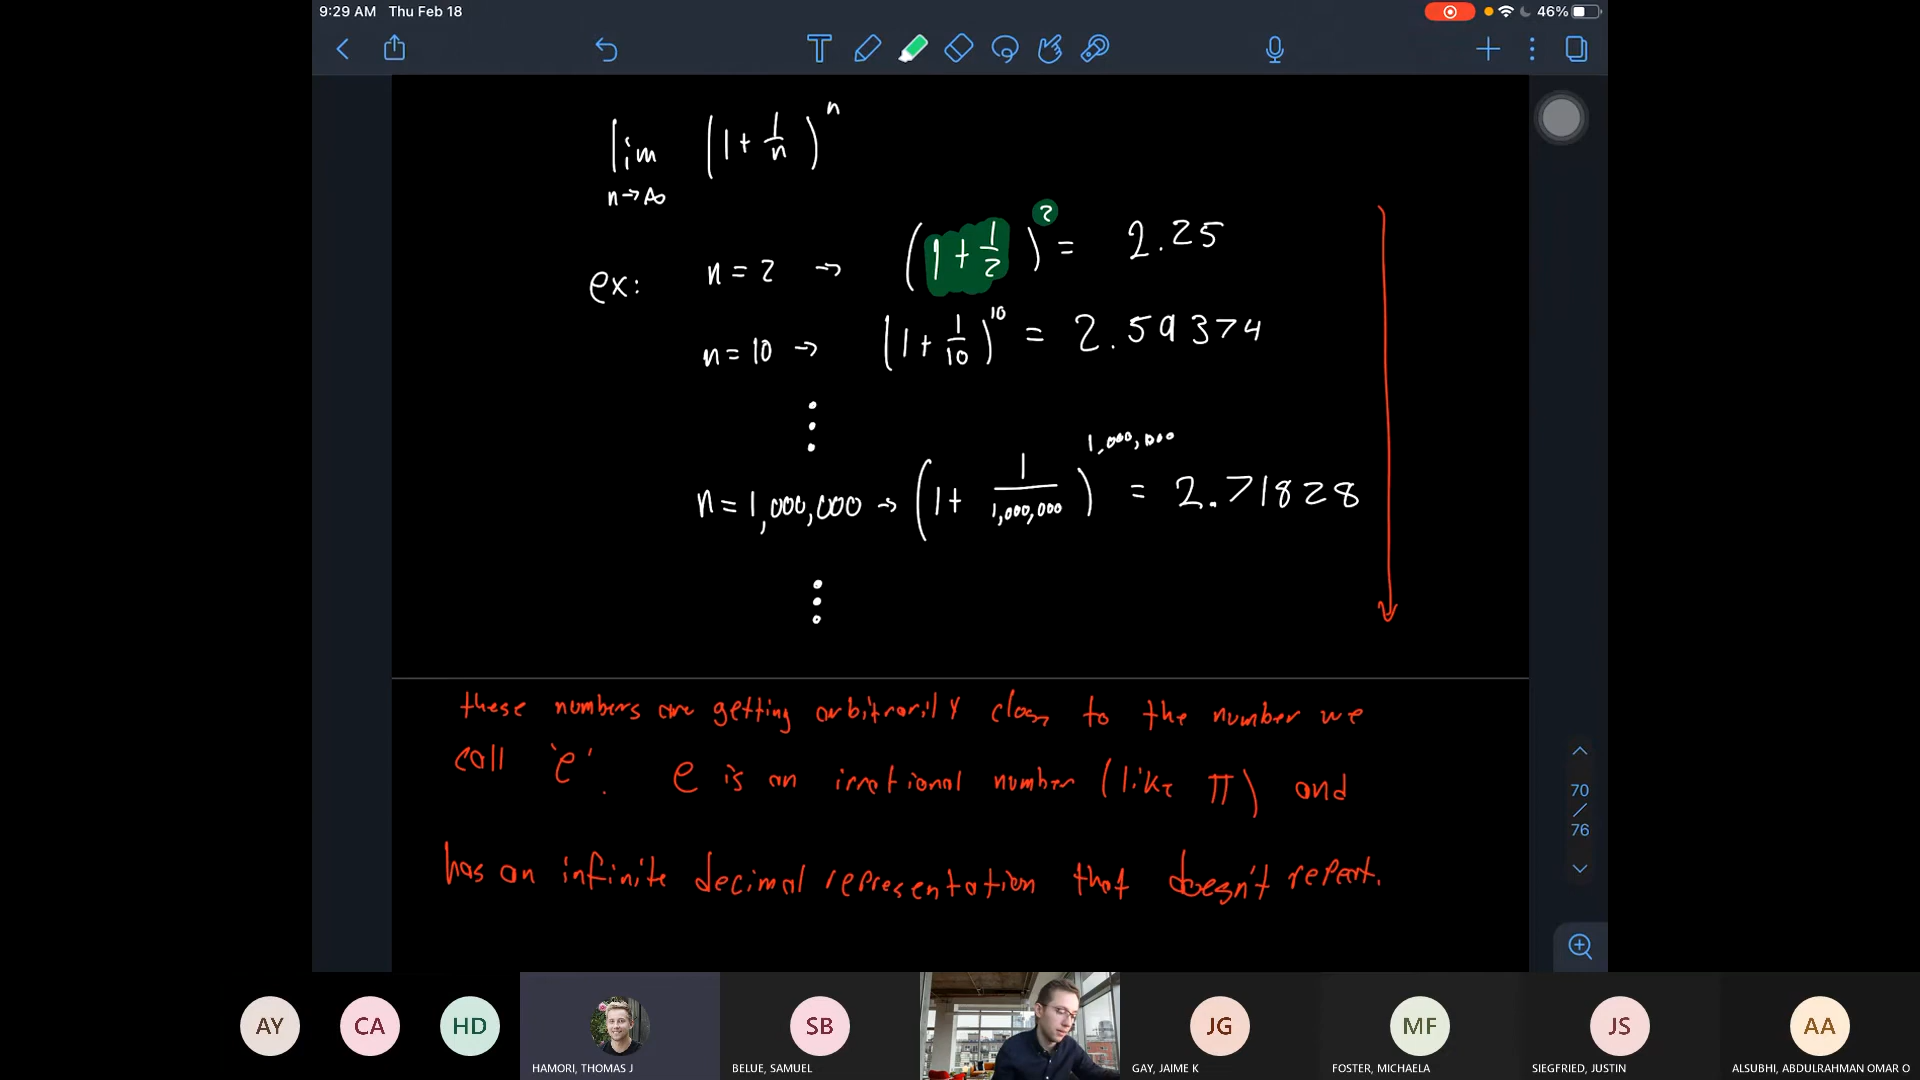 9:29 AM Thu Feb 18
46%
lim (1 + 1/n)^n
n→∞
ex: n = 2 → (1 + 1/2)^2 = 2.25
n = 10 → (1 + 1/10)^10 = 2.59374
⋮
n = 1,000,000 → (1 + 1/1,000,000)^1,000,000 = 2.71828
⋮
these numbers are getting arbitrarily close to the number we
call 'e'. e is an irrational number (like π) and
has an infinite decimal representation that doesn't repeat.
70
/
76
AY CA HD SB JG MF JS AA
HAMORI, THOMAS J BELUE, SAMUEL GAY, JAIME K FOSTER, MICHAELA SIEGFRIED, JUSTIN ALSUBHI, ABDULRAHMAN OMAR O